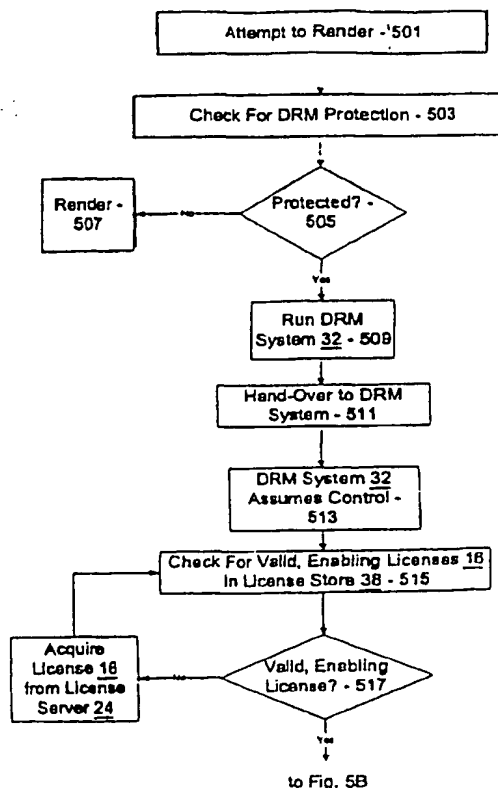 Attempt to Render - 501
Check For DRM Protection - 503
Protected? -
505
Render -
507
No
Yes
Run DRM
System 32 - 509
Hand-Over to DRM
System - 511
DRM System 32
Assumes Control -
513
Check For Valid, Enabling Licenses 16
In License Store 38 - 515
Acquire
License 16
from License
Server 24
No
Valid, Enabling
License? - 517
Yes
to Fig. 5B